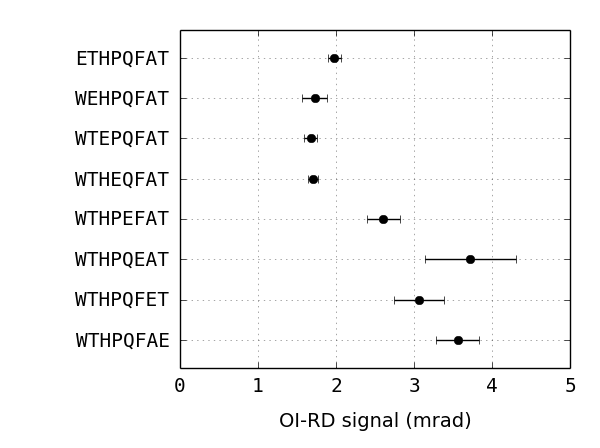 ETHPQFAT
WEHPQFAT
WTEPQFAT
WTHEQFAT
WTHPEFAT
WTHPQEAT
WTHPQFET
WTHPQFAE
0 1 2 3 4 5
OI-RD signal (mrad)